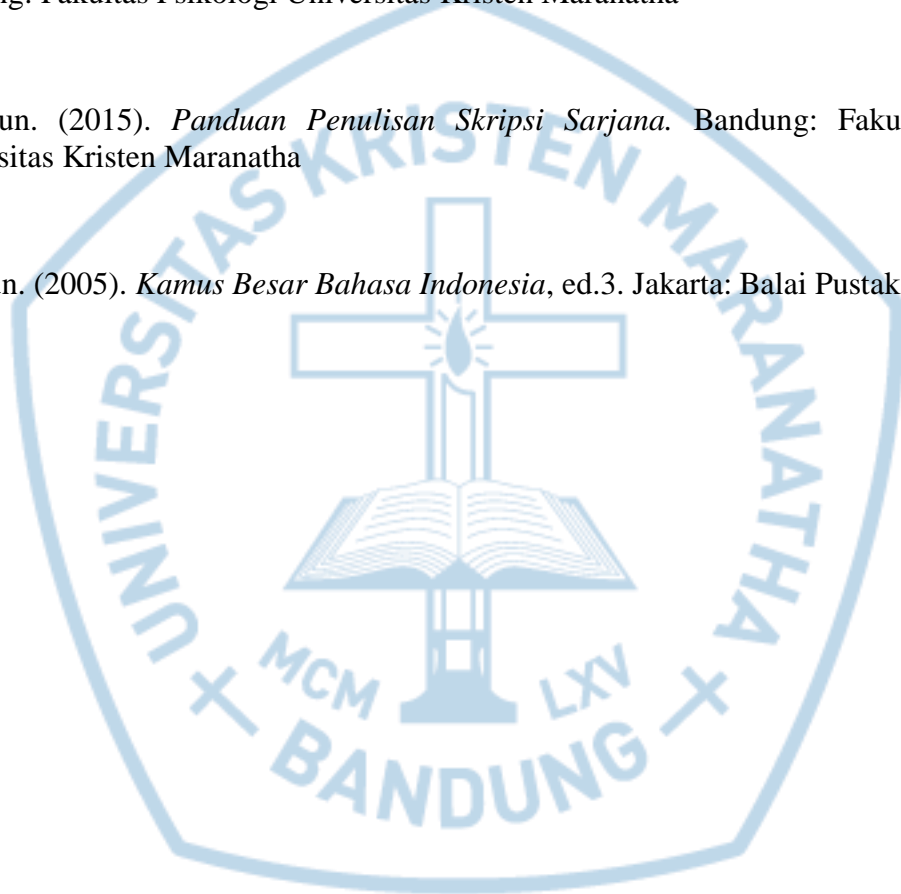 ng: Fakultas Psikologi Universitas Kristen Maranatha
un. (2015). Panduan Penulisan Skripsi Sarjana. Bandung: Faku
sitas Kristen Maranatha
n. (2005). Kamus Besar Bahasa Indonesia, ed.3. Jakarta: Balai Pustak
UNIVERSITAS KRISTEN MARANATHA
MCM LXV
BANDUNG